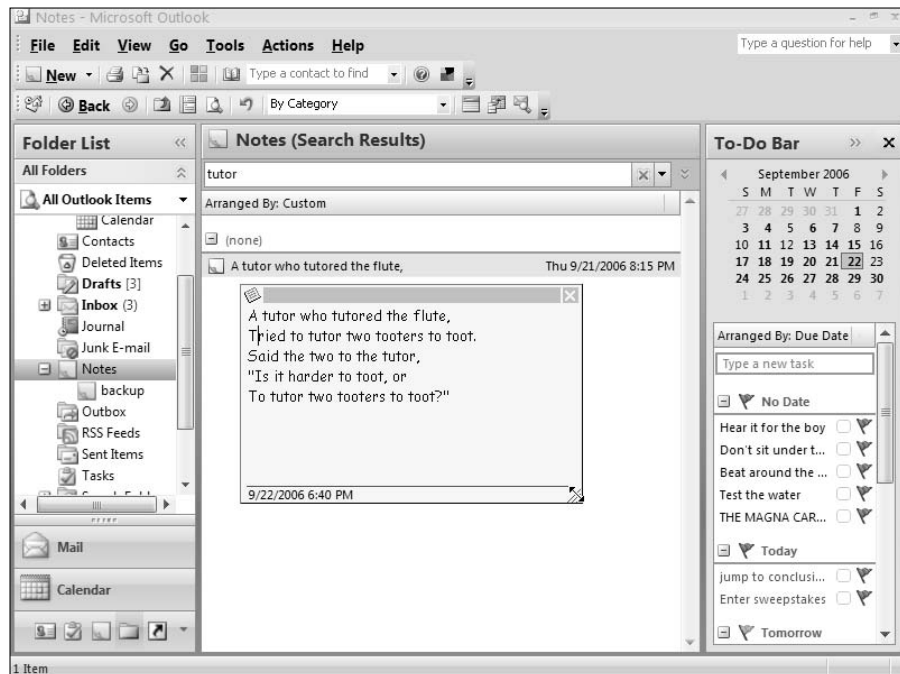 Notes - Microsoft Outlook
File Edit View Go Tools Actions Help
Type a question for help
New
Type a contact to find
Back
By Category
Folder List
All Folders
All Outlook Items
Calendar
Contacts
Deleted Items
Drafts [3]
Inbox (3)
Journal
Junk E-mail
Notes
backup
Outbox
RSS Feeds
Sent Items
Tasks
Mail
Calendar
Notes (Search Results)
tutor
Arranged By: Custom
(none)
A tutor who tutored the flute, Thu 9/21/2006 8:15 PM
A tutor who tutored the flute,
Tried to tutor two tooters to toot.
Said the two to the tutor,
"Is it harder to toot, or
To tutor two tooters to toot?"
9/22/2006 6:40 PM
To-Do Bar
September 2006
S M T W T F S
27 28 29 30 31 1 2
3 4 5 6 7 8 9
10 11 12 13 14 15 16
17 18 19 20 21 22 23
24 25 26 27 28 29 30
1 2 3 4 5 6 7
Arranged By: Due Date
Type a new task
No Date
Hear it for the boy
Don't sit under t...
Beat around the ...
Test the water
THE MAGNA CAR...
Today
jump to conclusi...
Enter sweepstakes
Tomorrow
1 Item